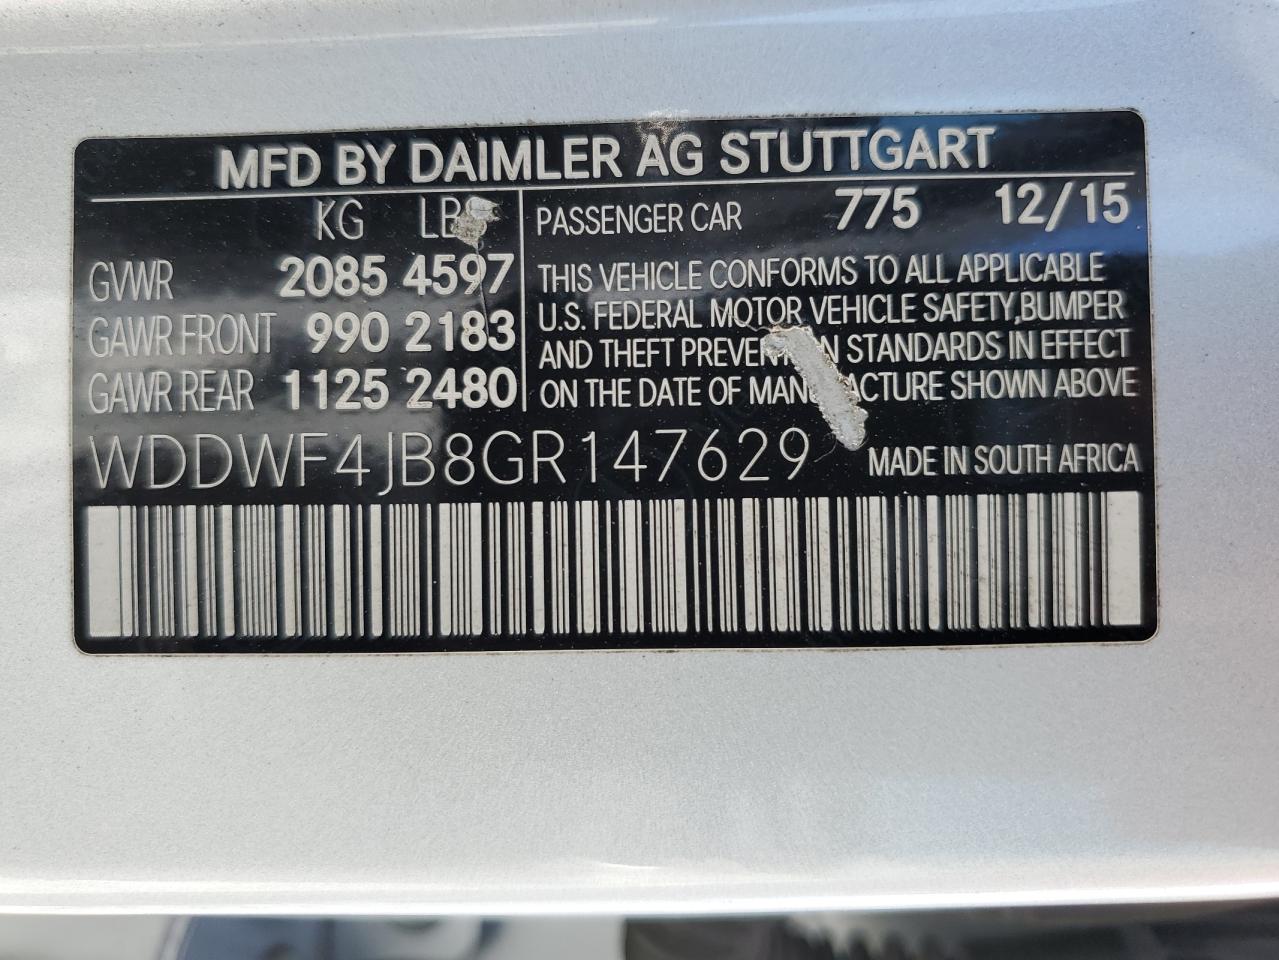 MFD BY DAIMLER AG STUTTGART
KG
PASSENGER CAR 775 12/15
GVWR 2085 4597
GAWR FRONT 990 2183
GAWR REAR 1125 2480
THIS VEHICLE CONFORMS TO ALL APPLICABLE
U.S. FEDERAL MOTOR VEHICLE SAFETY,BUMPER
AND THEFT PREVENTION STANDARDS IN EFFECT
ON THE DATE OF MANUFACTURE SHOWN ABOVE
WDDWF4JB8GR147629 MADE IN SOUTH AFRICA